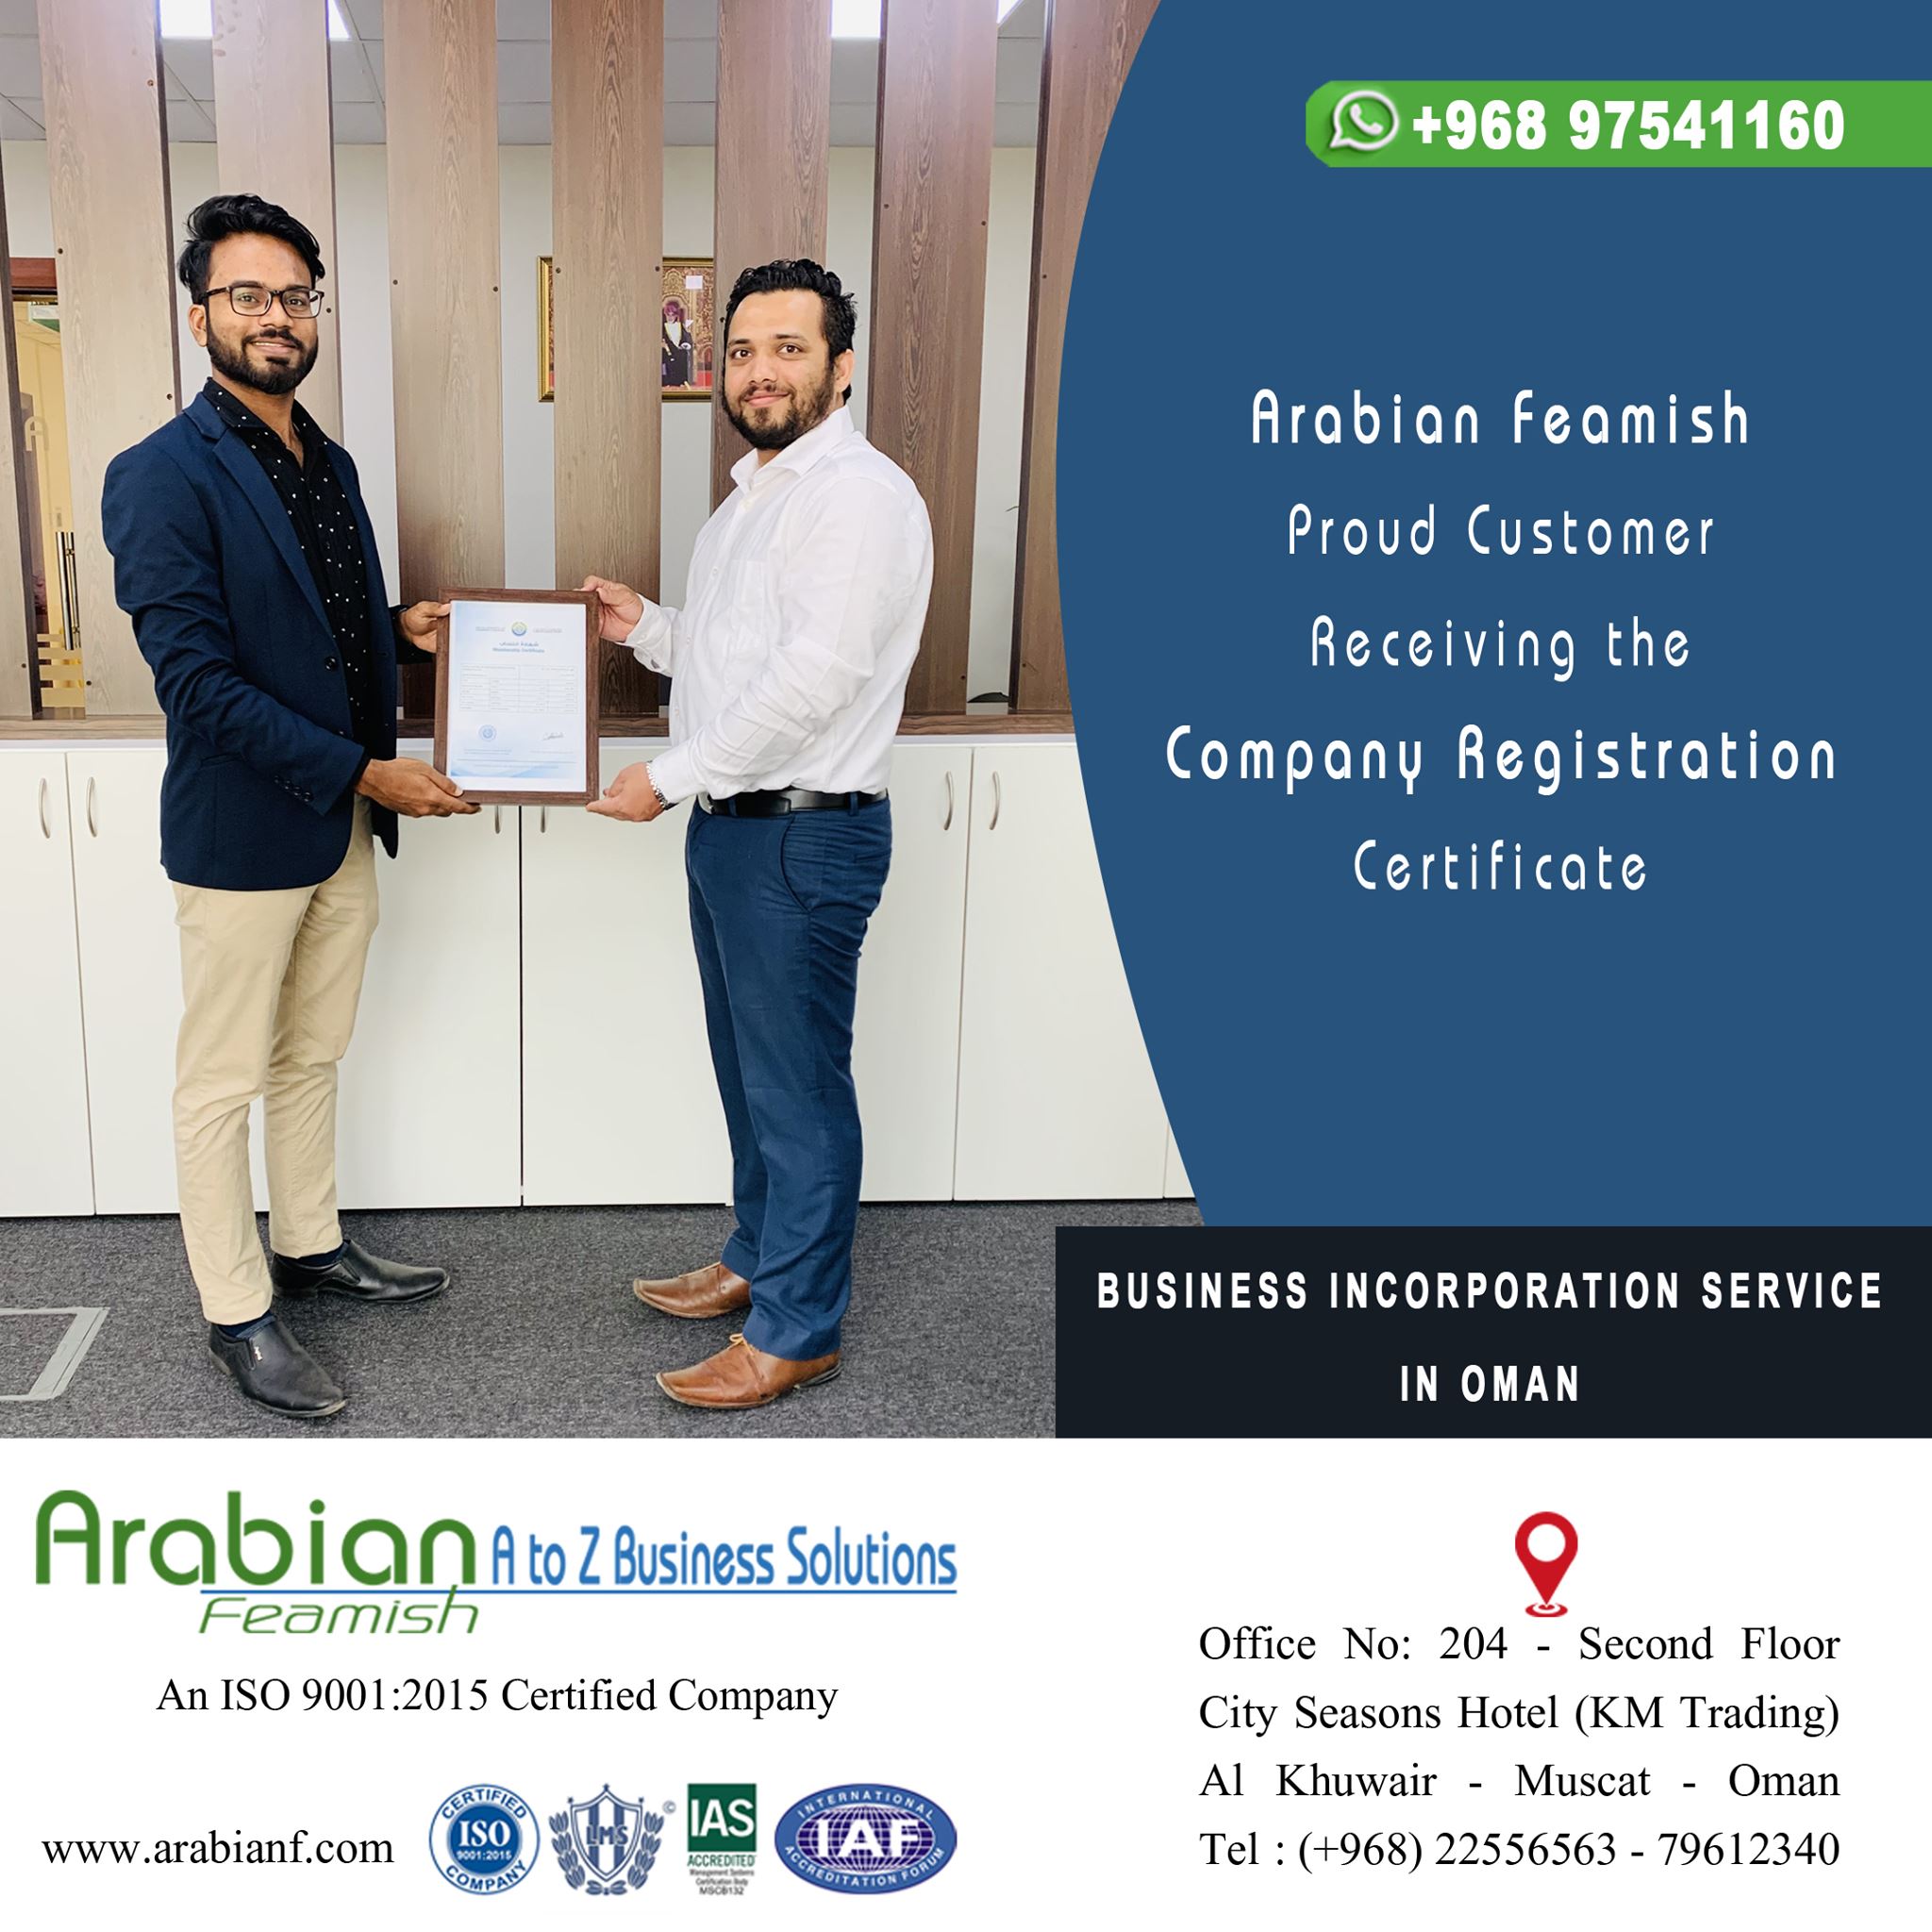 +968 97541160
Arabian Feamish
Proud Customer
Receiving the
Company Registration
Certificate
BUSINESS INCORPORATION SERVICE
IN OMAN
Arabian A to Z Business Solutions
Feamish
An ISO 9001:2015 Certified Company
www.arabianf.com
CERTIFIED
ISO
9001:2015
COMPANY
LMS
©
IAS
ACCREDITED
Management Systems
Certification Body
MSCB132
INTERNATIONAL
IAF
ACCREDITATION FORUM
Office No: 204 - Second Floor
City Seasons Hotel (KM Trading)
Al Khuwair - Muscat - Oman
Tel : (+968) 22556563 - 79612340